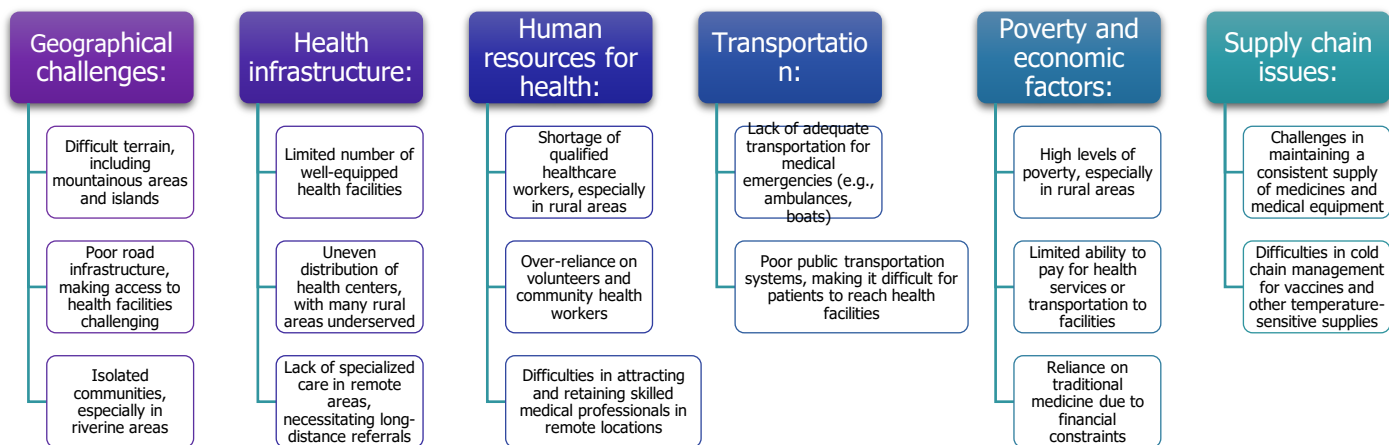 Geographical
challenges:
Difficult terrain,
including
mountainous areas
and islands
Poor road
infrastructure,
making access to
health facilities
challenging
Isolated
communities,
especially in
riverine areas
Health
infrastructure:
Limited number of
well-equipped
health facilities
Uneven
distribution of
health centers,
with many rural
areas underserved
Lack of specialized
care in remote
areas,
necessitating long-
distance referrals
Human
resources for
health:
Shortage of
qualified
healthcare
workers, especially
in rural areas
Over-reliance on
volunteers and
community health
workers
Difficulties in attracting
and retaining skilled
medical professionals in
remote locations
Transportatio
n:
Lack of adequate
transportation for
medical
emergencies (e.g.,
ambulances,
boats)
Poor public transportation
systems, making it difficult for
patients to reach health
facilities
Poverty and
economic
factors:
High levels of
poverty, especially
in rural areas
Limited ability to
pay for health
services or
transportation to
facilities
Reliance on
traditional
medicine due to
financial
constraints
Supply chain
issues:
Challenges in
maintaining a
consistent supply
of medicines and
medical equipment
Difficulties in cold
chain management
for vaccines and
other temperature-
sensitive supplies